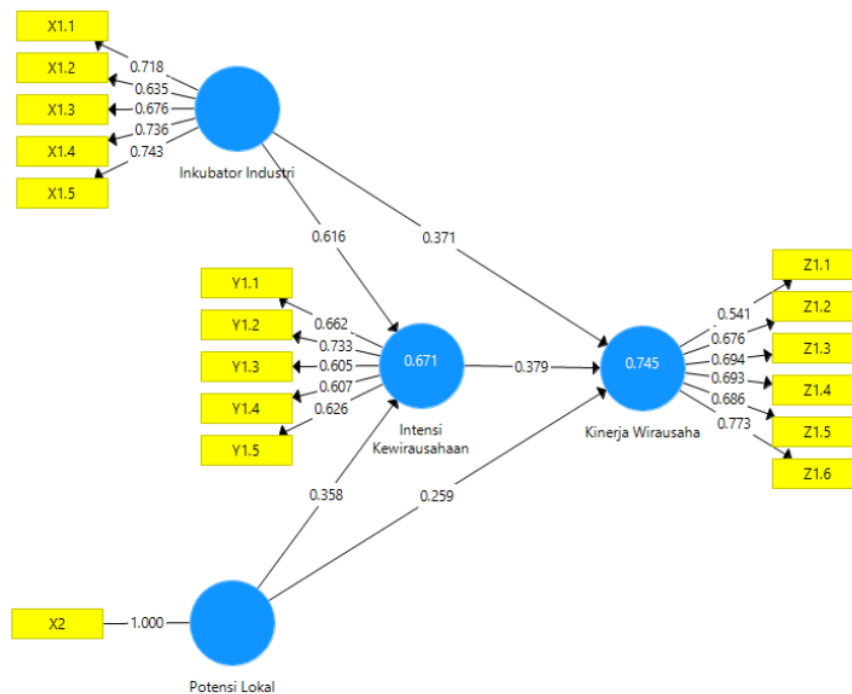 X1.1
X1.2
X1.3
X1.4
X1.5
0.718
0.635
0.676
0.736
0.743
Inkubator Industri
0.616
0.371
Y1.1
Y1.2
Y1.3
Y1.4
Y1.5
0.662
0.733
0.605
0.607
0.626
0.671
Intensi
Kewirausahaan
0.379
0.745
Kinerja Wirausaha
0.541
0.676
0.694
0.693
0.686
0.773
Z1.1
Z1.2
Z1.3
Z1.4
Z1.5
Z1.6
0.358
0.259
X2
1.000
Potensi Lokal